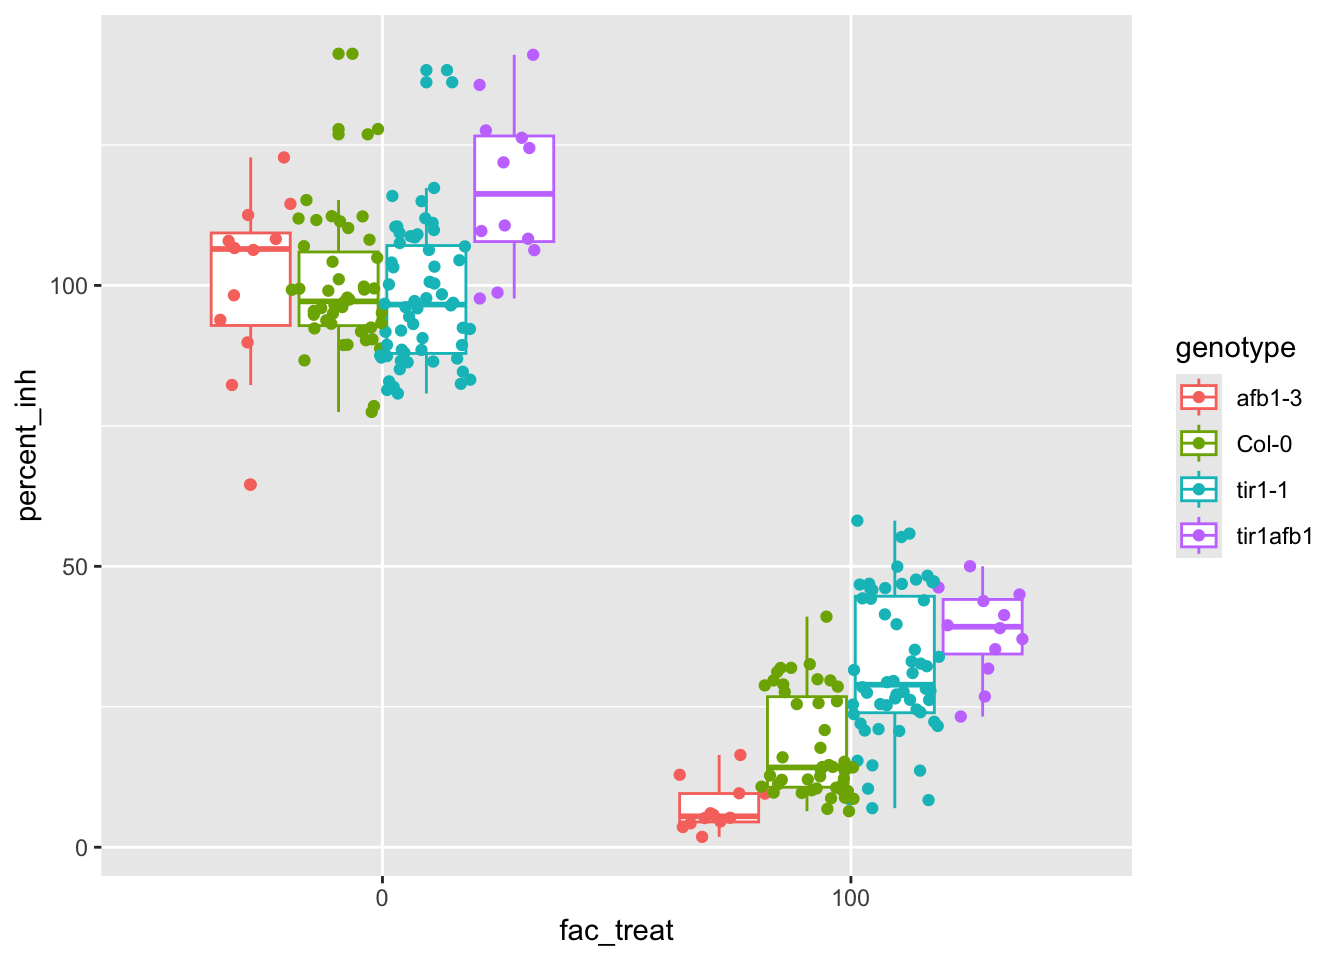 percent_inh
100
50
0
0
100
fac_treat
genotype
afb1-3
Col-0
tir1-1
tir1afb1